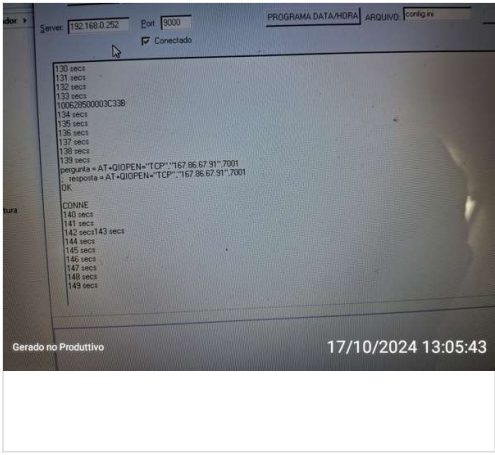 ador
Server 192.168.0.252 Port 9000 PROGRAMA DATA/HORA ARQUIVO: config.ini
Conectado
130 secs
131 secs
132 secs
133 secs
100628500003C33B
134 secs
135 secs
136 secs
137 secs
138 secs
139 secs
pergunta = AT+QIOPEN="TCP","167.86.67.91",7001
: resposta = AT+QIOPEN="TCP","167.86.67.91",7001
OK
CONNE
140 secs
141 secs
142 secs143 secs
144 secs
145 secs
146 secs
147 secs
148 secs
149 secs
tura
Gerado no Produttivo
17/10/2024 13:05:43